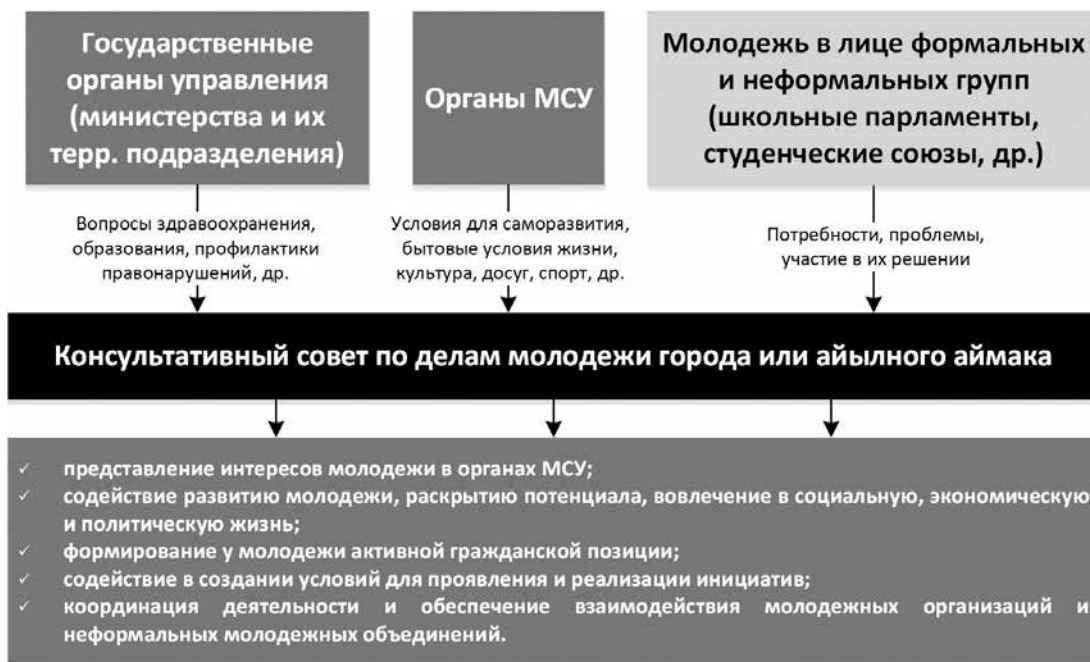 Государственные
органы управления
(министерства и их
терр. подразделения)
Органы МСУ
Молодежь в лице формальных
и неформальных групп
(школьные парламенты,
студенческие союзы, др.)
Вопросы здравоохранения,
образования, профилактики
правонарушений, др.
Условия для саморазвития,
бытовые условия жизни,
культура, досуг, спорт, др.
Потребности, проблемы,
участие в их решении
Консультативный совет по делам молодежи города или айылного аймака
✓ представление интересов молодежи в органах МСУ;
✓ содействие развитию молодежи, раскрытию потенциала, вовлечение в социальную, экономическую
и политическую жизнь;
✓ формирование у молодежи активной гражданской позиции;
✓ содействие в создании условий для проявления и реализации инициатив;
✓ координация деятельности и обеспечение взаимодействия молодежных организаций и
неформальных молодежных объединений.